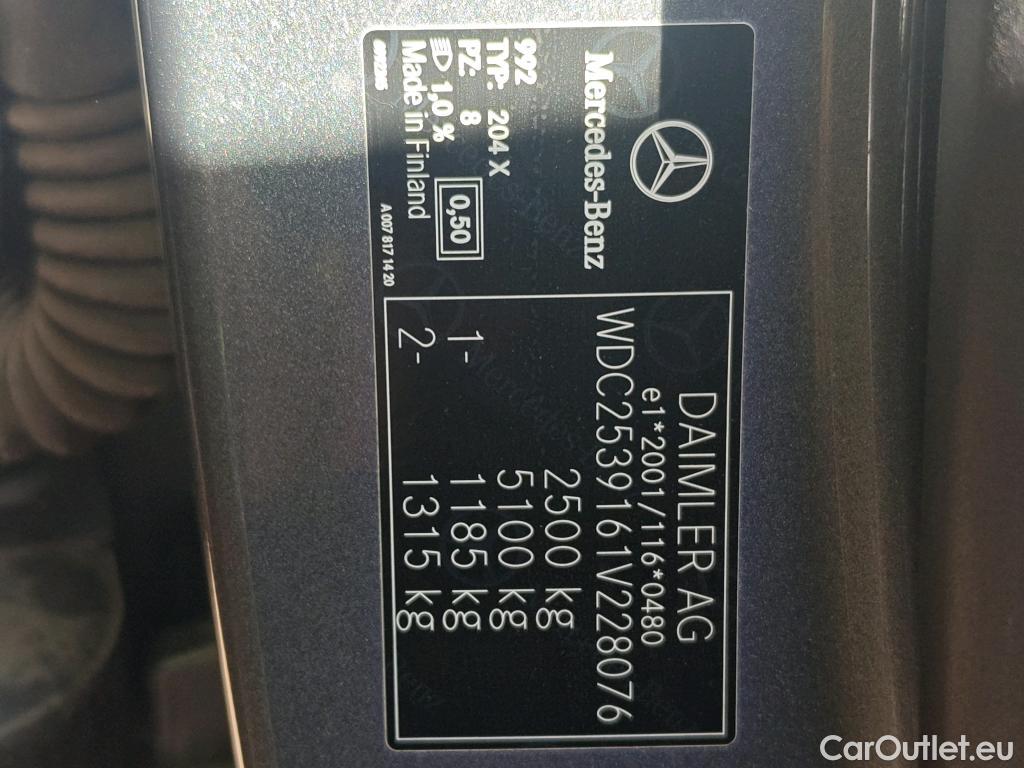 Mercedes-Benz
992
TYP: 204 X
PZ: 8
1,0 %
0,50
Made in Finland
A 007 817 14 20
DAIMLER AG
e1*2001/116*0480
WDC2539161V228076
2500 kg
5100 kg
1- 1185 kg
2- 1315 kg
CarOutlet.eu